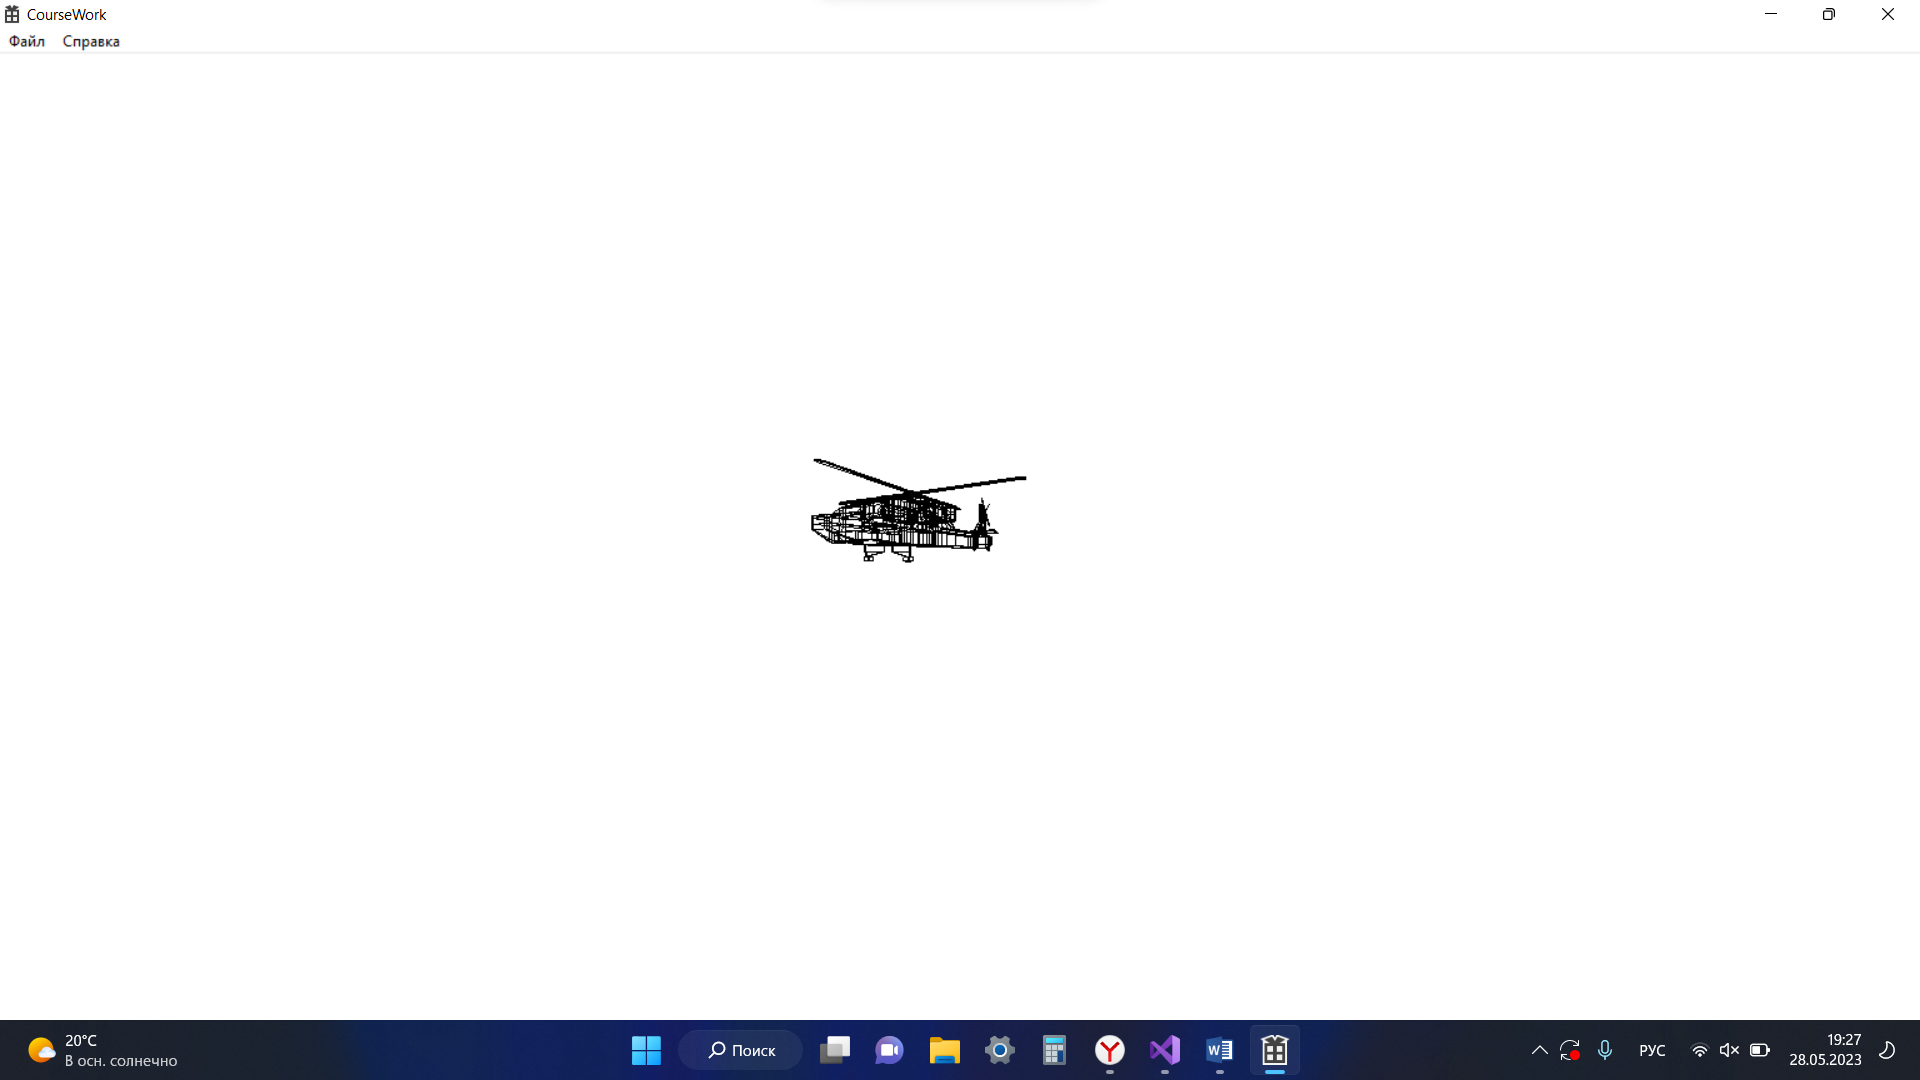 CourseWork
Файл Справка
20°C
В осн. солнечно
Поиск
РУС
19:27
28.05.2023